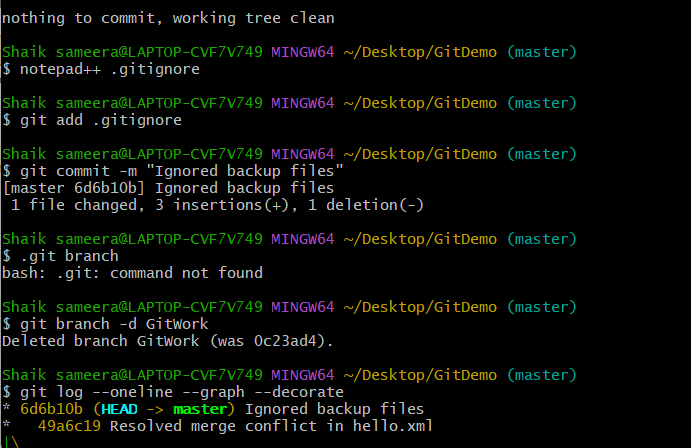 nothing to commit, working tree clean
Shaik sameera@LAPTOP-CVF7V749 MINGW64 ~/Desktop/GitDemo (master)
$ notepad++ .gitignore
Shaik sameera@LAPTOP-CVF7V749 MINGW64 ~/Desktop/GitDemo (master)
$ git add .gitignore
Shaik sameera@LAPTOP-CVF7V749 MINGW64 ~/Desktop/GitDemo (master)
$ git commit -m "Ignored backup files"
[master 6d6b10b] Ignored backup files
 1 file changed, 3 insertions(+), 1 deletion(-)
Shaik sameera@LAPTOP-CVF7V749 MINGW64 ~/Desktop/GitDemo (master)
$ .git branch
bash: .git: command not found
Shaik sameera@LAPTOP-CVF7V749 MINGW64 ~/Desktop/GitDemo (master)
$ git branch -d GitWork
Deleted branch GitWork (was 0c23ad4).
Shaik sameera@LAPTOP-CVF7V749 MINGW64 ~/Desktop/GitDemo (master)
$ git log --oneline --graph --decorate
* 6d6b10b (HEAD -> master) Ignored backup files
*   49a6c19 Resolved merge conflict in hello.xml
|\